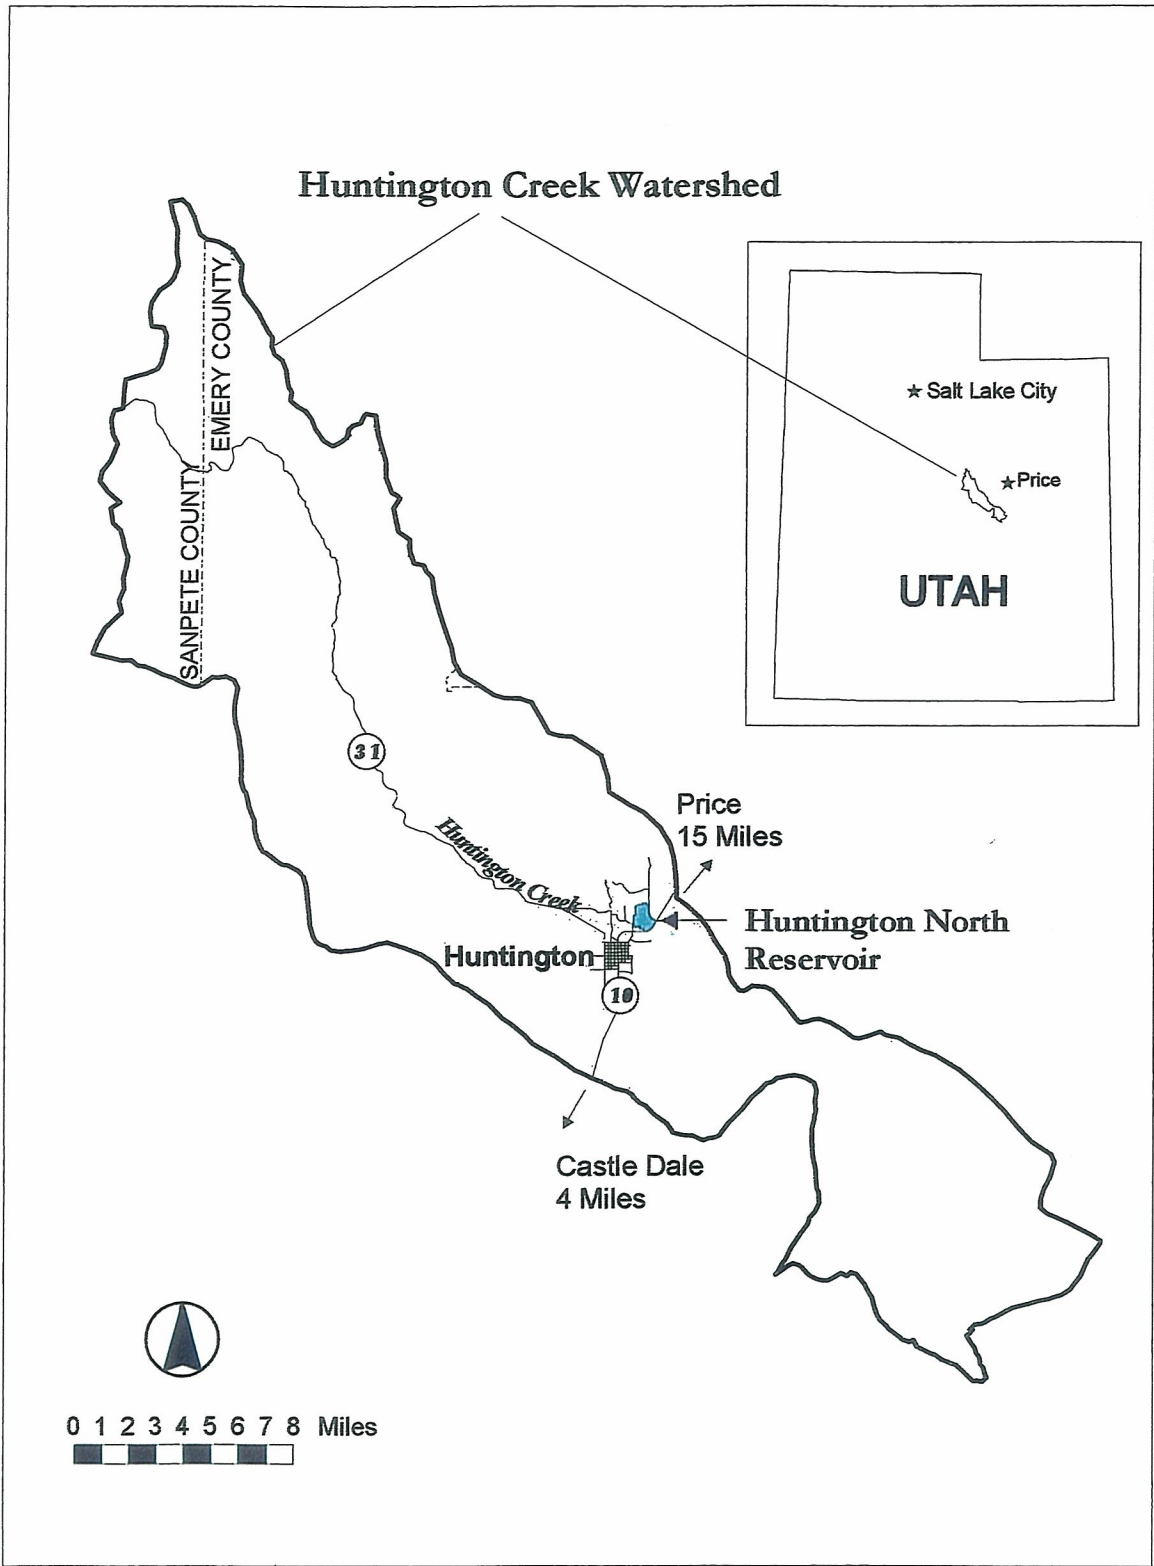 Huntington Creek Watershed
EMERY COUNTY
SANPETE COUNTY
Salt Lake City
Price
UTAH
31
Price
15 Miles
Huntington Creek
Huntington North
Reservoir
Huntington
10
Castle Dale
4 Miles
0 1 2 3 4 5 6 7 8 Miles